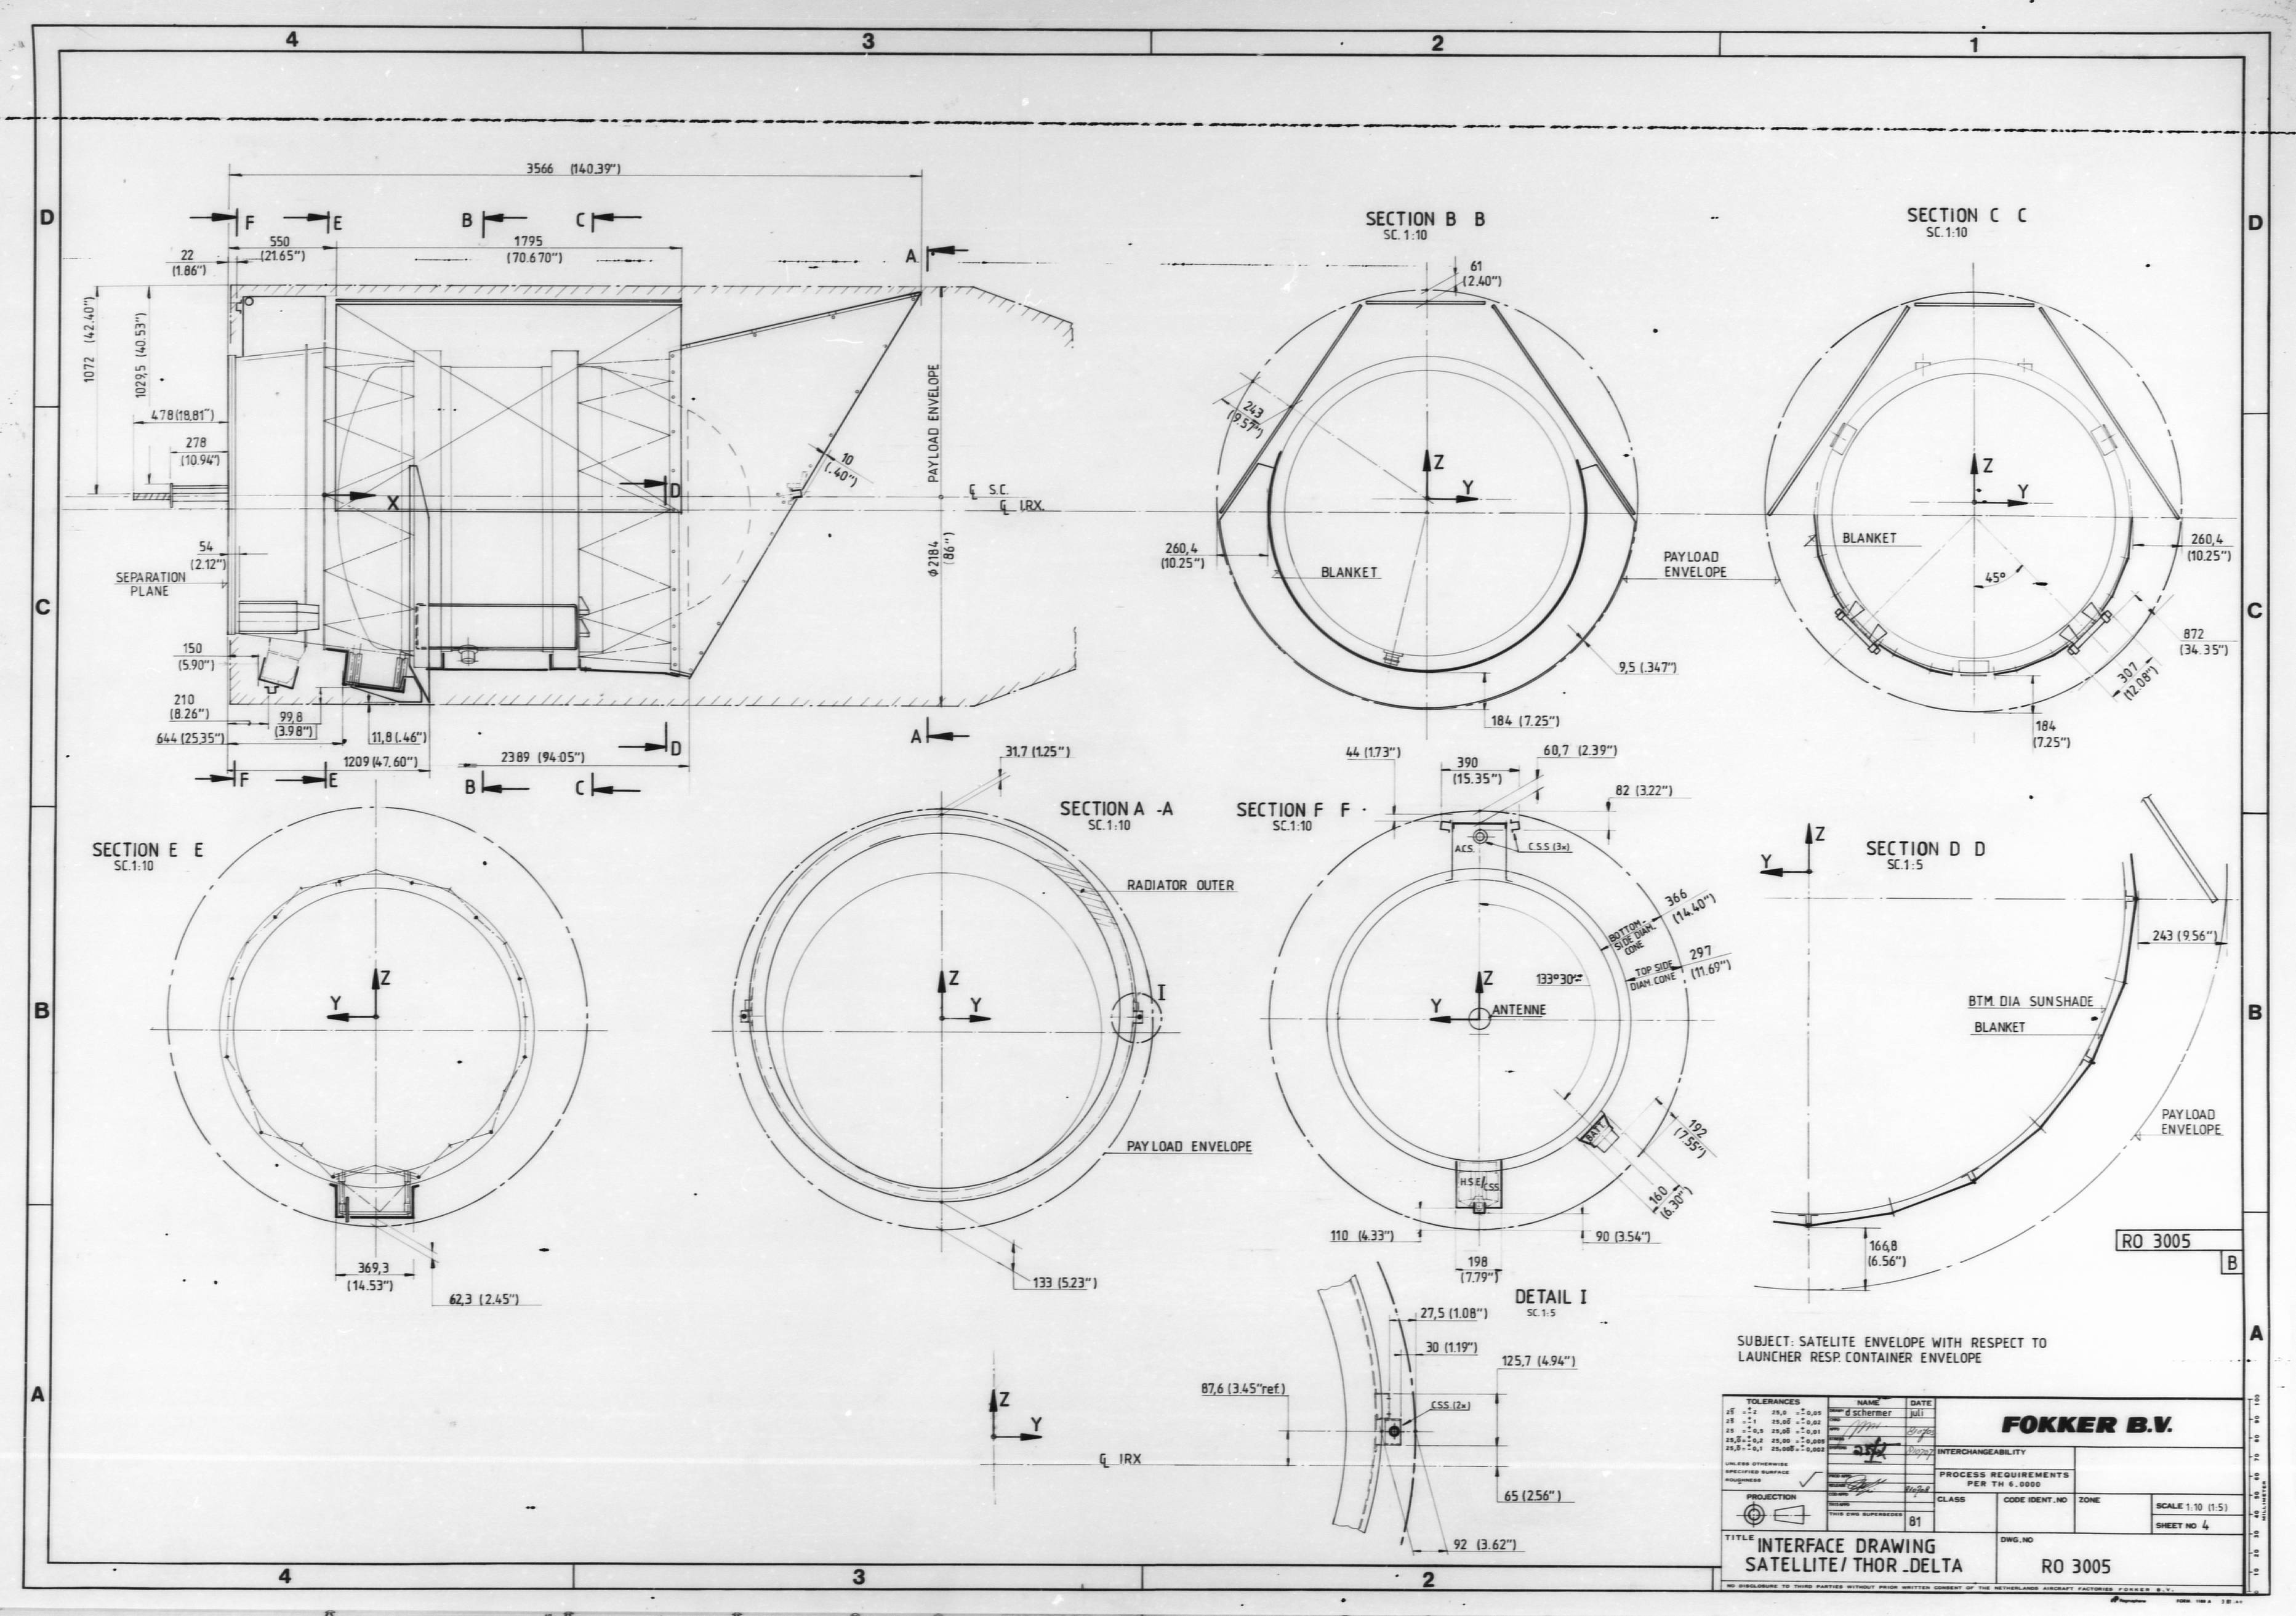 4
3
2
1
D
C
B
A
D
C
B
A
4
3
2
3566 (140.39")
F
E
B
C
A
550
(21.65")
1795
(70.670")
22
(1.86")
1072 (42.40")
1029,5 (40.53")
478 (18,81")
278
(10.94")
X
D
10
(.40")
PAYLOAD ENVELOPE
⌀ 2184
(86")
℄ S.C.
℄ I.RX.
54
(2.12")
SEPARATION
PLANE
150
(5.90")
210
(8.26")
99,8
(3.98")
644 (25.35")
11,8 (.46")
1209 (47.60")
2389 (94.05")
D
A
F
E
B
C
SECTION B B
SC. 1:10
61
(2.40")
243
(9.57")
Z
Y
260,4
(10.25")
BLANKET
PAYLOAD
ENVELOPE
9,5 (.347")
184 (7.25")
SECTION C C
SC. 1:10
Z
Y
BLANKET
260,4
(10.25")
45°
872
(34.35")
307
(12.08")
184
(7.25")
SECTION E E
SC. 1:10
Z
Y
369,3
(14.53")
62,3 (2.45")
31,7 (1.25")
SECTION A -A
SC. 1:10
RADIATOR OUTER
Z
Y
I
PAYLOAD ENVELOPE
133 (5.23")
SECTION F F
SC. 1:10
44 (1.73")
390
(15.35")
60,7 (2.39")
82 (3.22")
A.C.S.
C.S.S (3x)
366
(14.40")
BOTTOM-
SIDE DIAM.
CONE
297
(11.69")
TOP SIDE
DIAM. CONE
133°30'
Z
Y
ANTENNE
BATT.
192
(7.55")
160
(6.30")
H.S.E/CSS.
110 (4.33")
90 (3.54")
198
(7.79")
SECTION D D
SC. 1:5
Z
Y
243 (9.56")
BTM. DIA SUNSHADE
BLANKET
PAYLOAD
ENVELOPE
166,8
(6.56")
RO 3005
B
DETAIL I
SC. 1:5
27,5 (1.08")
30 (1.19")
125,7 (4.94")
87,6 (3.45"ref.)
C.S.S. (2x)
Z
Y
℄ IRX
65 (2.56")
92 (3.62")
SUBJECT: SATELITE ENVELOPE WITH RESPECT TO
LAUNCHER RESP. CONTAINER ENVELOPE
TOLERANCES
NAME
DATE
d schermer
juli
FOKKER B.V.
INTERCHANGEABILITY
UNLESS OTHERWISE
SPECIFIED SURFACE
ROUGHNESS
PROCESS REQUIREMENTS
PER TH 6.0000
PROJECTION
CLASS
CODE IDENT. NO
ZONE
SCALE 1:10 (1:5)
THIS DWG SUPERSEDES
81
SHEET NO 4
TITLE INTERFACE DRAWING
SATELLITE/ THOR _DELTA
DWG. NO
RO 3005
NO DISCLOSURE TO THIRD PARTIES WITHOUT PRIOR WRITTEN CONSENT OF THE NETHERLANDS AIRCRAFT FACTORIES FOKKER B.V.
MILLIMETER